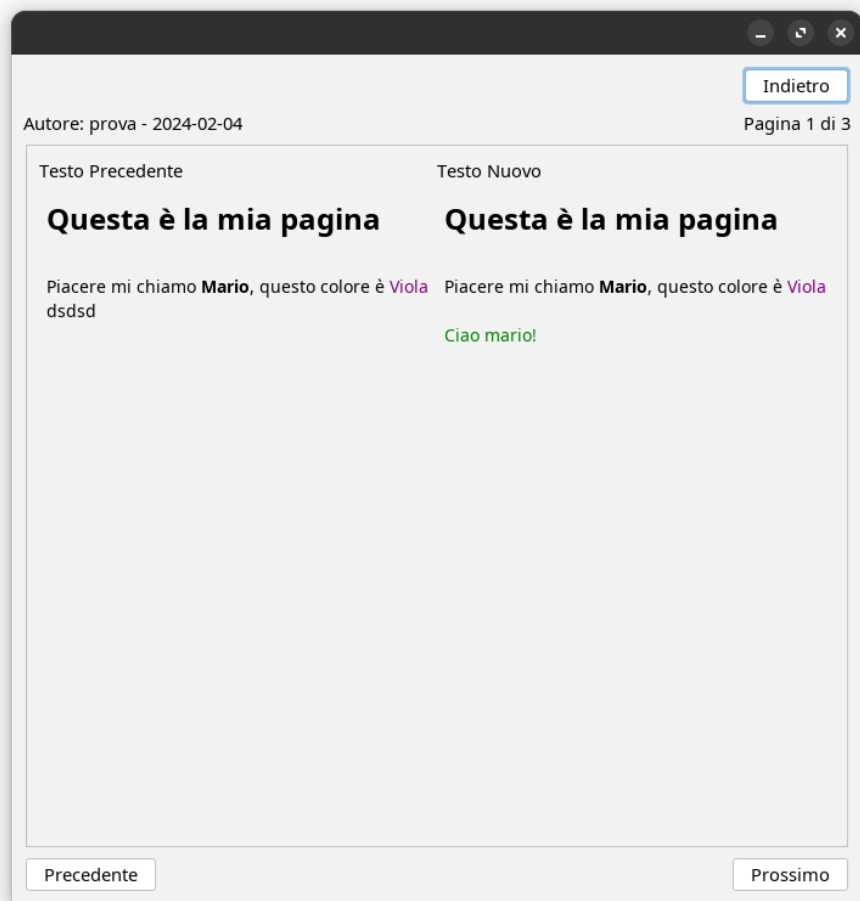 Indietro
Autore: prova - 2024-02-04
Pagina 1 di 3
Testo Precedente
Questa è la mia pagina
Piacere mi chiamo Mario, questo colore è Viola
dsdsd
Testo Nuovo
Questa è la mia pagina
Piacere mi chiamo Mario, questo colore è Viola
Ciao mario!
Precedente
Prossimo